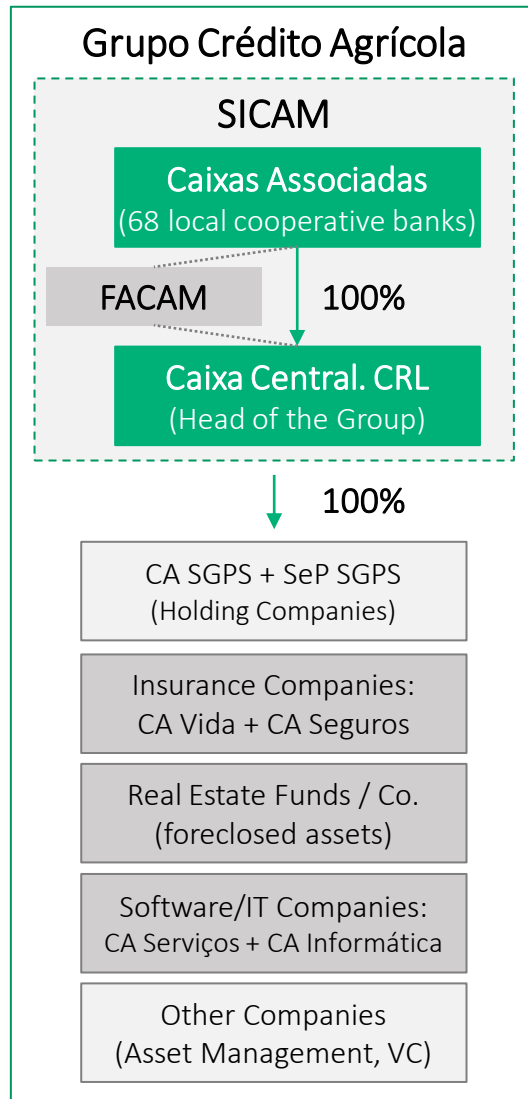 Grupo Crédito Agrícola
SICAM
Caixas Associadas
(68 local cooperative banks)
FACAM
100%
Caixa Central. CRL
(Head of the Group)
100%
CA SGPS + SeP SGPS
(Holding Companies)
Insurance Companies:
CA Vida + CA Seguros
Real Estate Funds / Co.
(foreclosed assets)
Software/IT Companies:
CA Serviços + CA Informática
Other Companies
(Asset Management, VC)